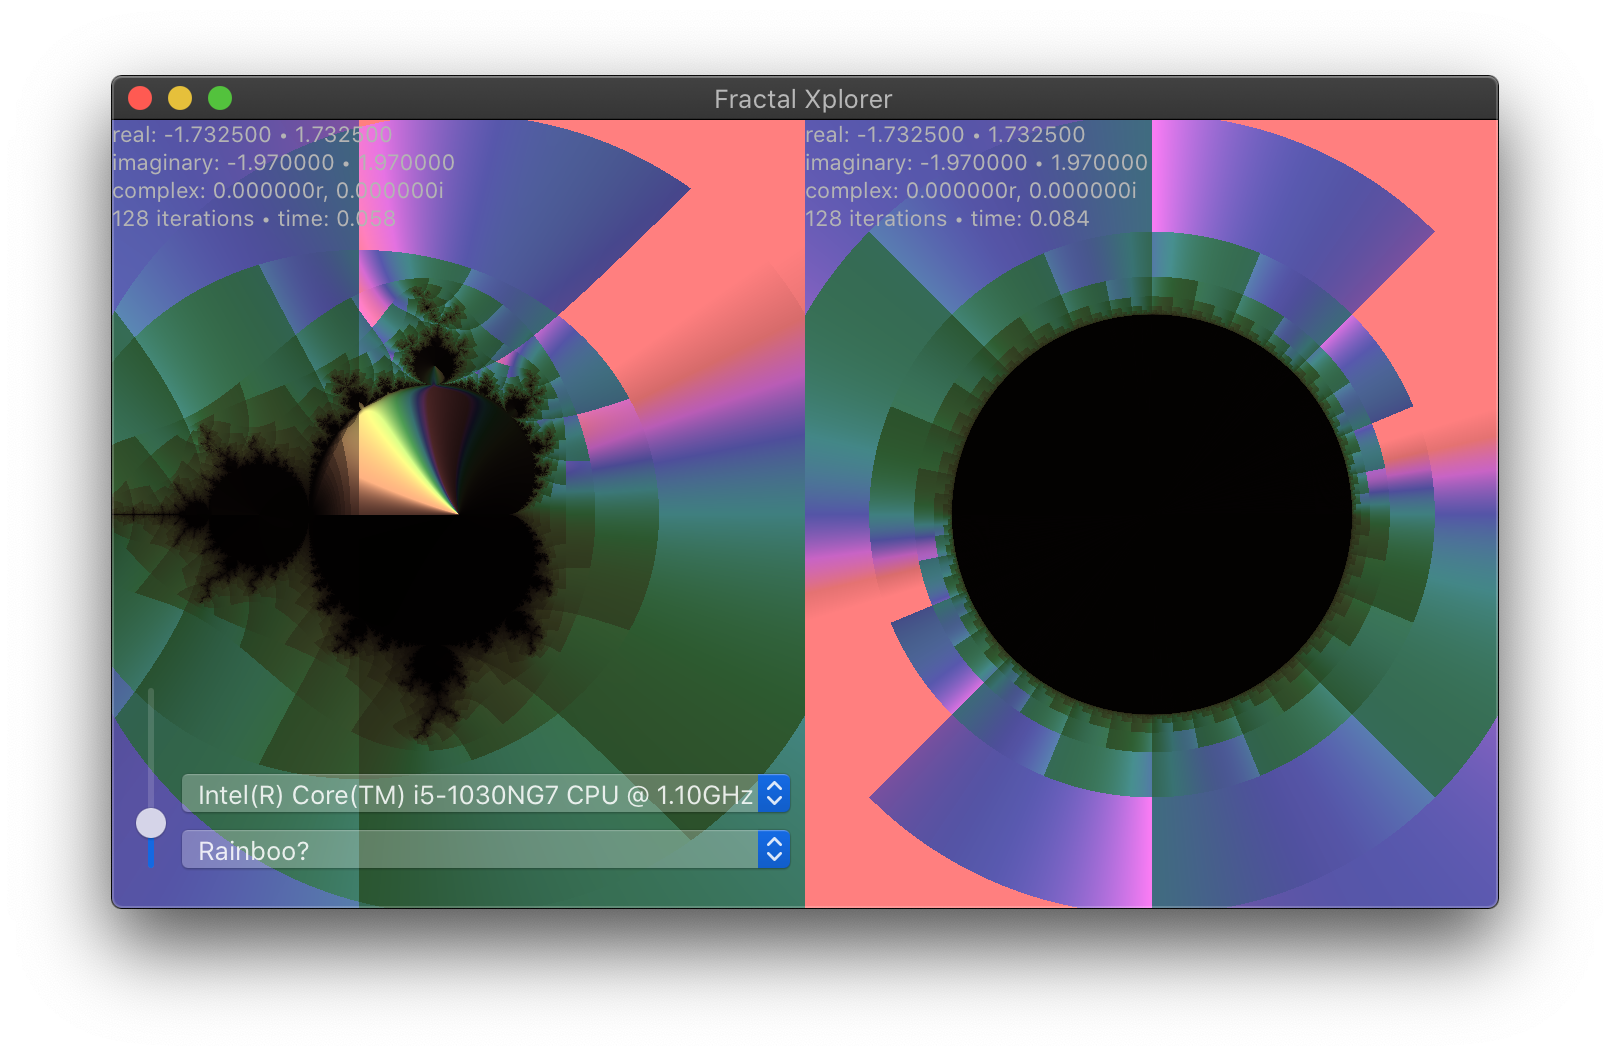 Fractal Xplorer
real: -1.732500 • 1.732500
imaginary: -1.970000 • 1.970000
complex: 0.000000r, 0.000000i
128 iterations • time: 0.058
real: -1.732500 • 1.732500
imaginary: -1.970000 • 1.970000
complex: 0.000000r, 0.000000i
128 iterations • time: 0.084
Intel(R) Core(TM) i5-1030NG7 CPU @ 1.10GHz
Rainboo?